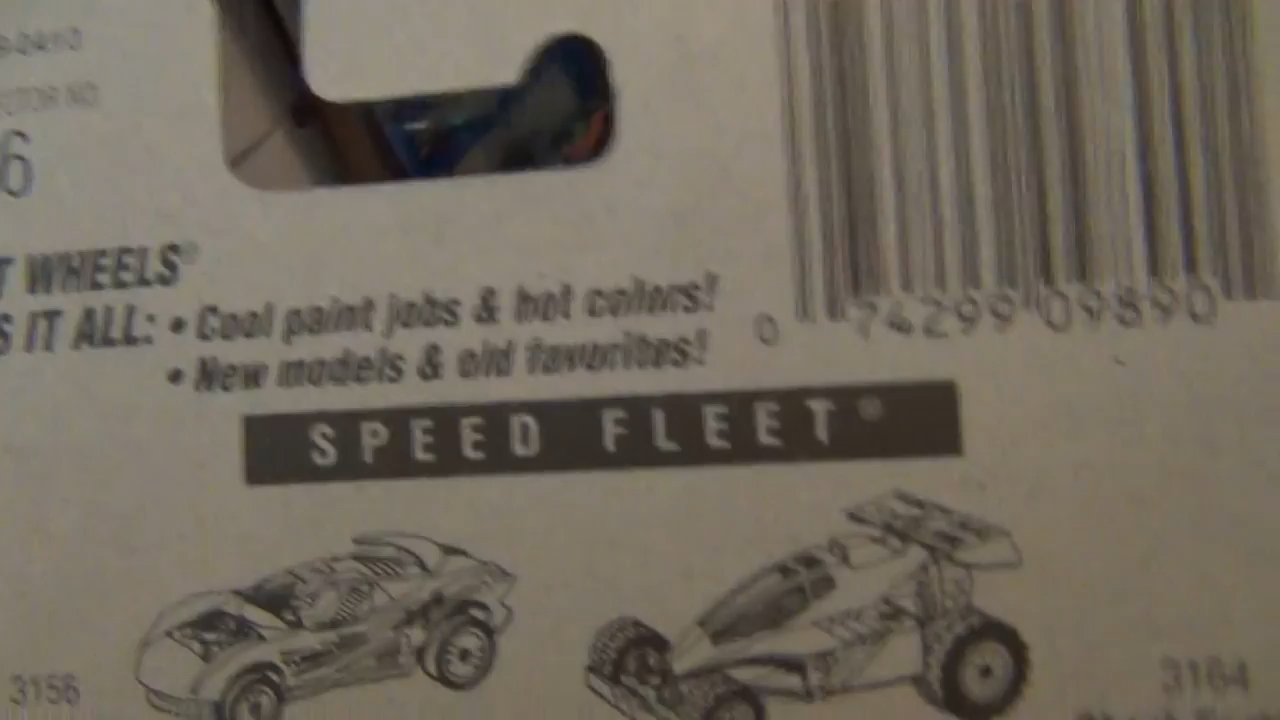 6
T WHEELS®
S IT ALL: • Cool paint jobs & hot colors!
• New models & old favorites!
0 74299 09890
SPEED FLEET®
3156
3164